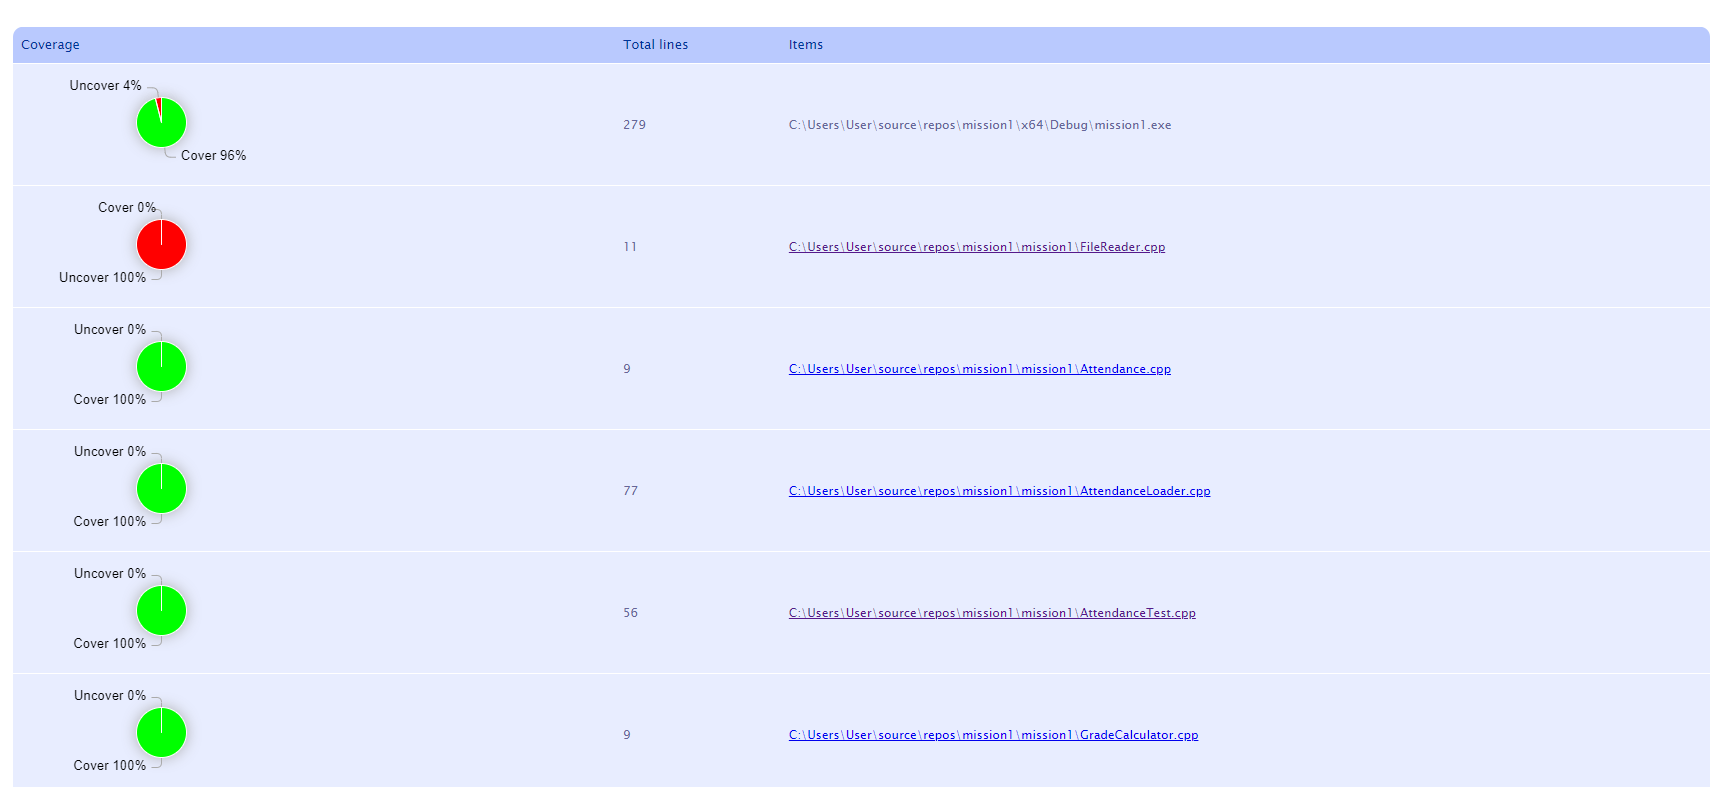 Coverage Total lines Items
Uncover 4%
279 C:\Users\User\source\repos\mission1\x64\Debug\mission1.exe
Cover 96%
Cover 0%
11 C:\Users\User\source\repos\mission1\mission1\FileReader.cpp
Uncover 100%
Uncover 0%
9 C:\Users\User\source\repos\mission1\mission1\Attendance.cpp
Cover 100%
Uncover 0%
77 C:\Users\User\source\repos\mission1\mission1\AttendanceLoader.cpp
Cover 100%
Uncover 0%
56 C:\Users\User\source\repos\mission1\mission1\AttendanceTest.cpp
Cover 100%
Uncover 0%
9 C:\Users\User\source\repos\mission1\mission1\GradeCalculator.cpp
Cover 100%